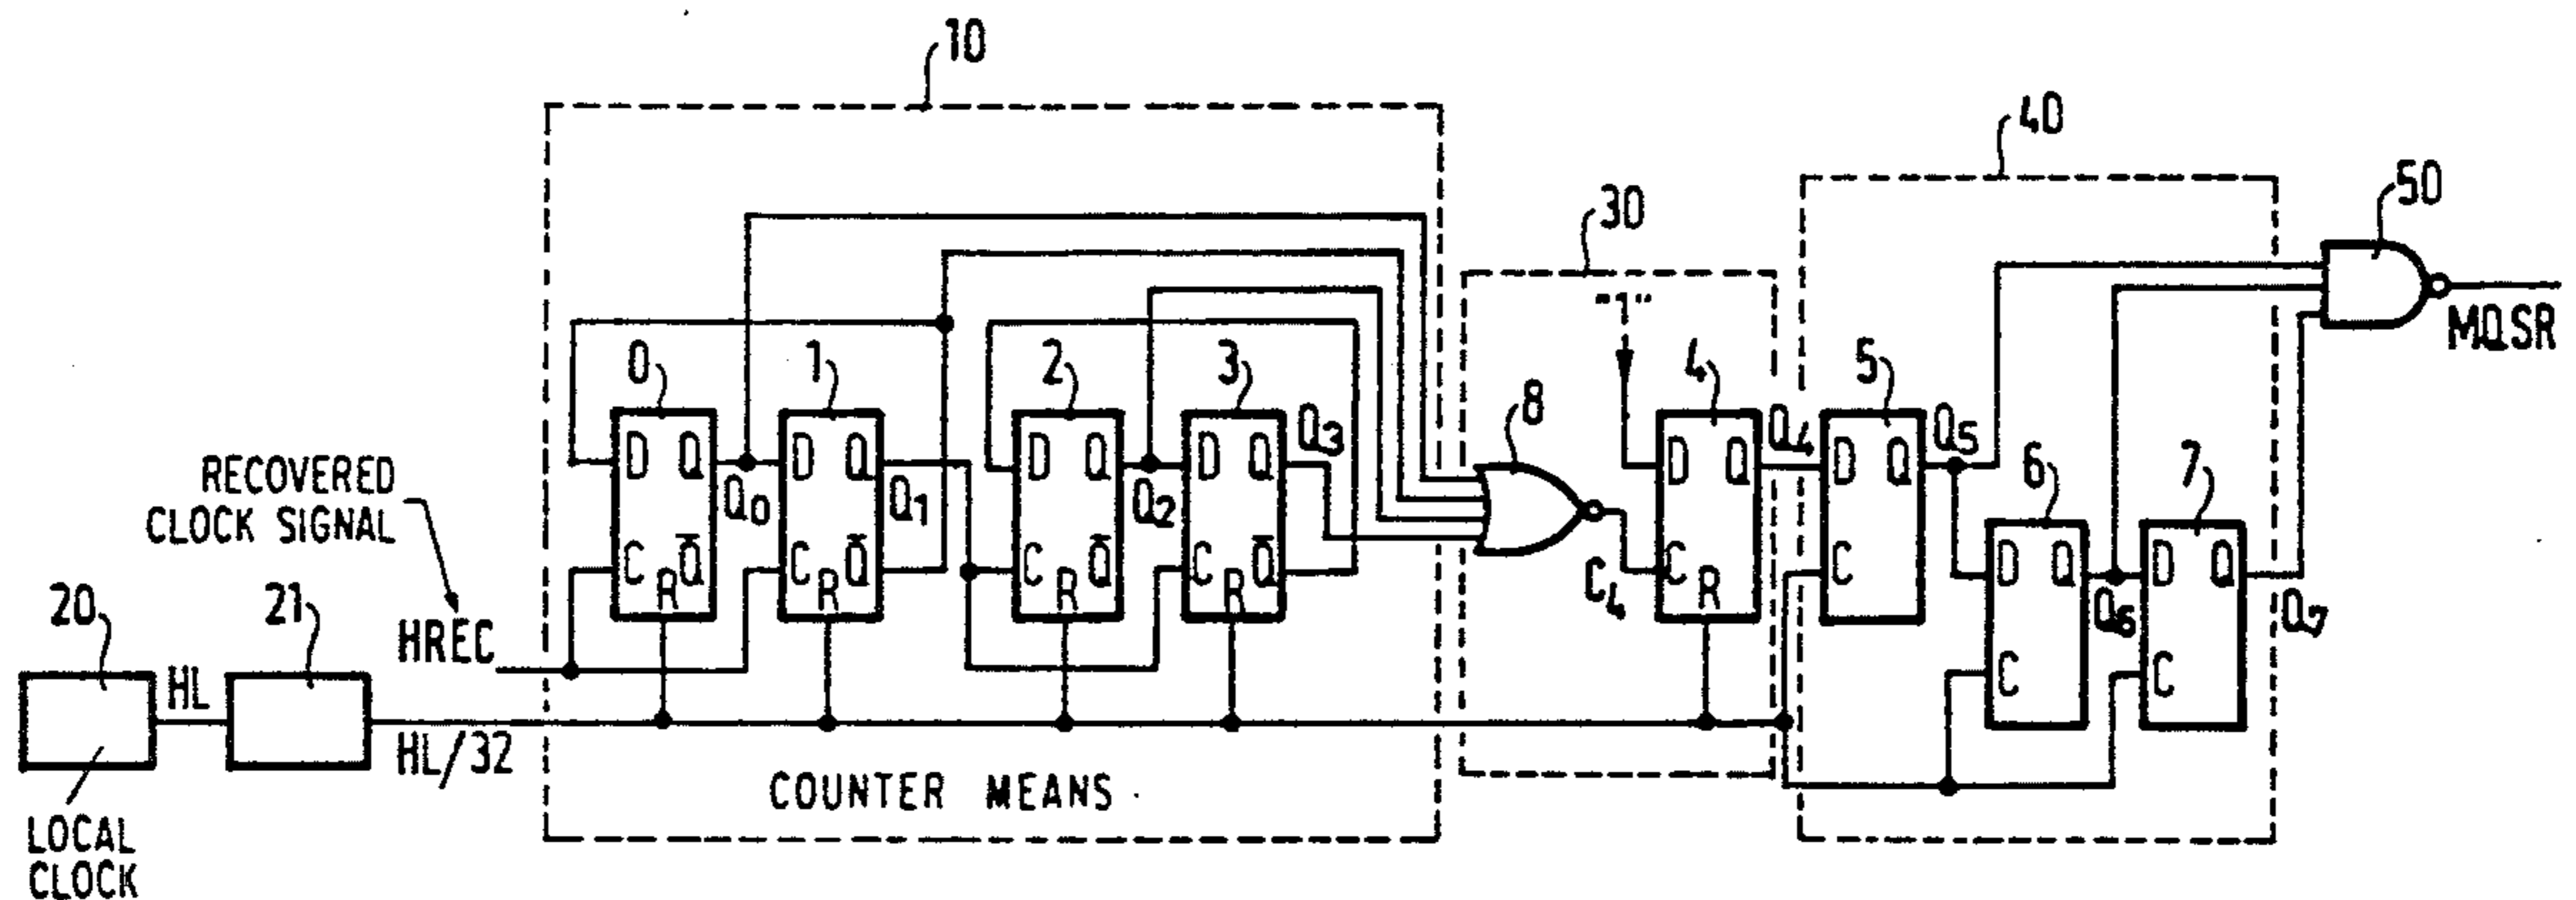 10
40
50
30
"1"
0
1
2
3
Q3
8
4
Q4
5
Q5
6
7
MQSR
D Q
Q0
D Q
Q1
D Q
Q2
D Q
D Q
D Q
D Q
D Q
RECOVERED
CLOCK SIGNAL
C R Q̄
C R Q̄
C R Q̄
C R Q̄
C4
C R
C
Q6
Q7
C
C
20
21
HREC
HL
HL/32
COUNTER MEANS
LOCAL
CLOCK